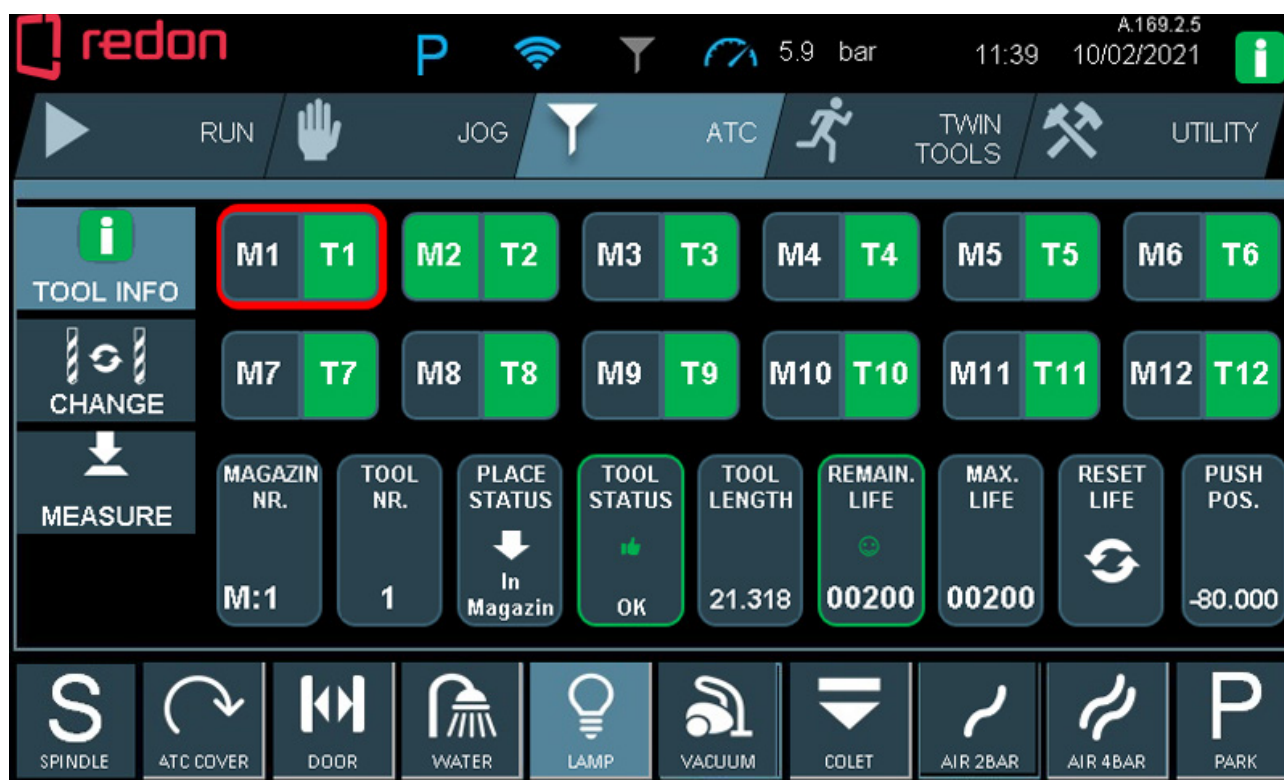 redon
P
5.9 bar
A.169.2.5
11:39 10/02/2021
i
RUN
JOG
ATC
TWIN
TOOLS
UTILITY
i
TOOL INFO
CHANGE
MEASURE
M1 T1 M2 T2 M3 T3 M4 T4 M5 T5 M6 T6
M7 T7 M8 T8 M9 T9 M10 T10 M11 T11 M12 T12
MAGAZIN
NR.
M:1
TOOL
NR.
1
PLACE
STATUS
In
Magazin
TOOL
STATUS
OK
TOOL
LENGTH
21.318
REMAIN.
LIFE
00200
MAX.
LIFE
00200
RESET
LIFE
PUSH
POS.
-80.000
S
SPINDLE
ATC COVER
DOOR
WATER
LAMP
VACUUM
COLET
AIR 2BAR
AIR 4BAR
P
PARK